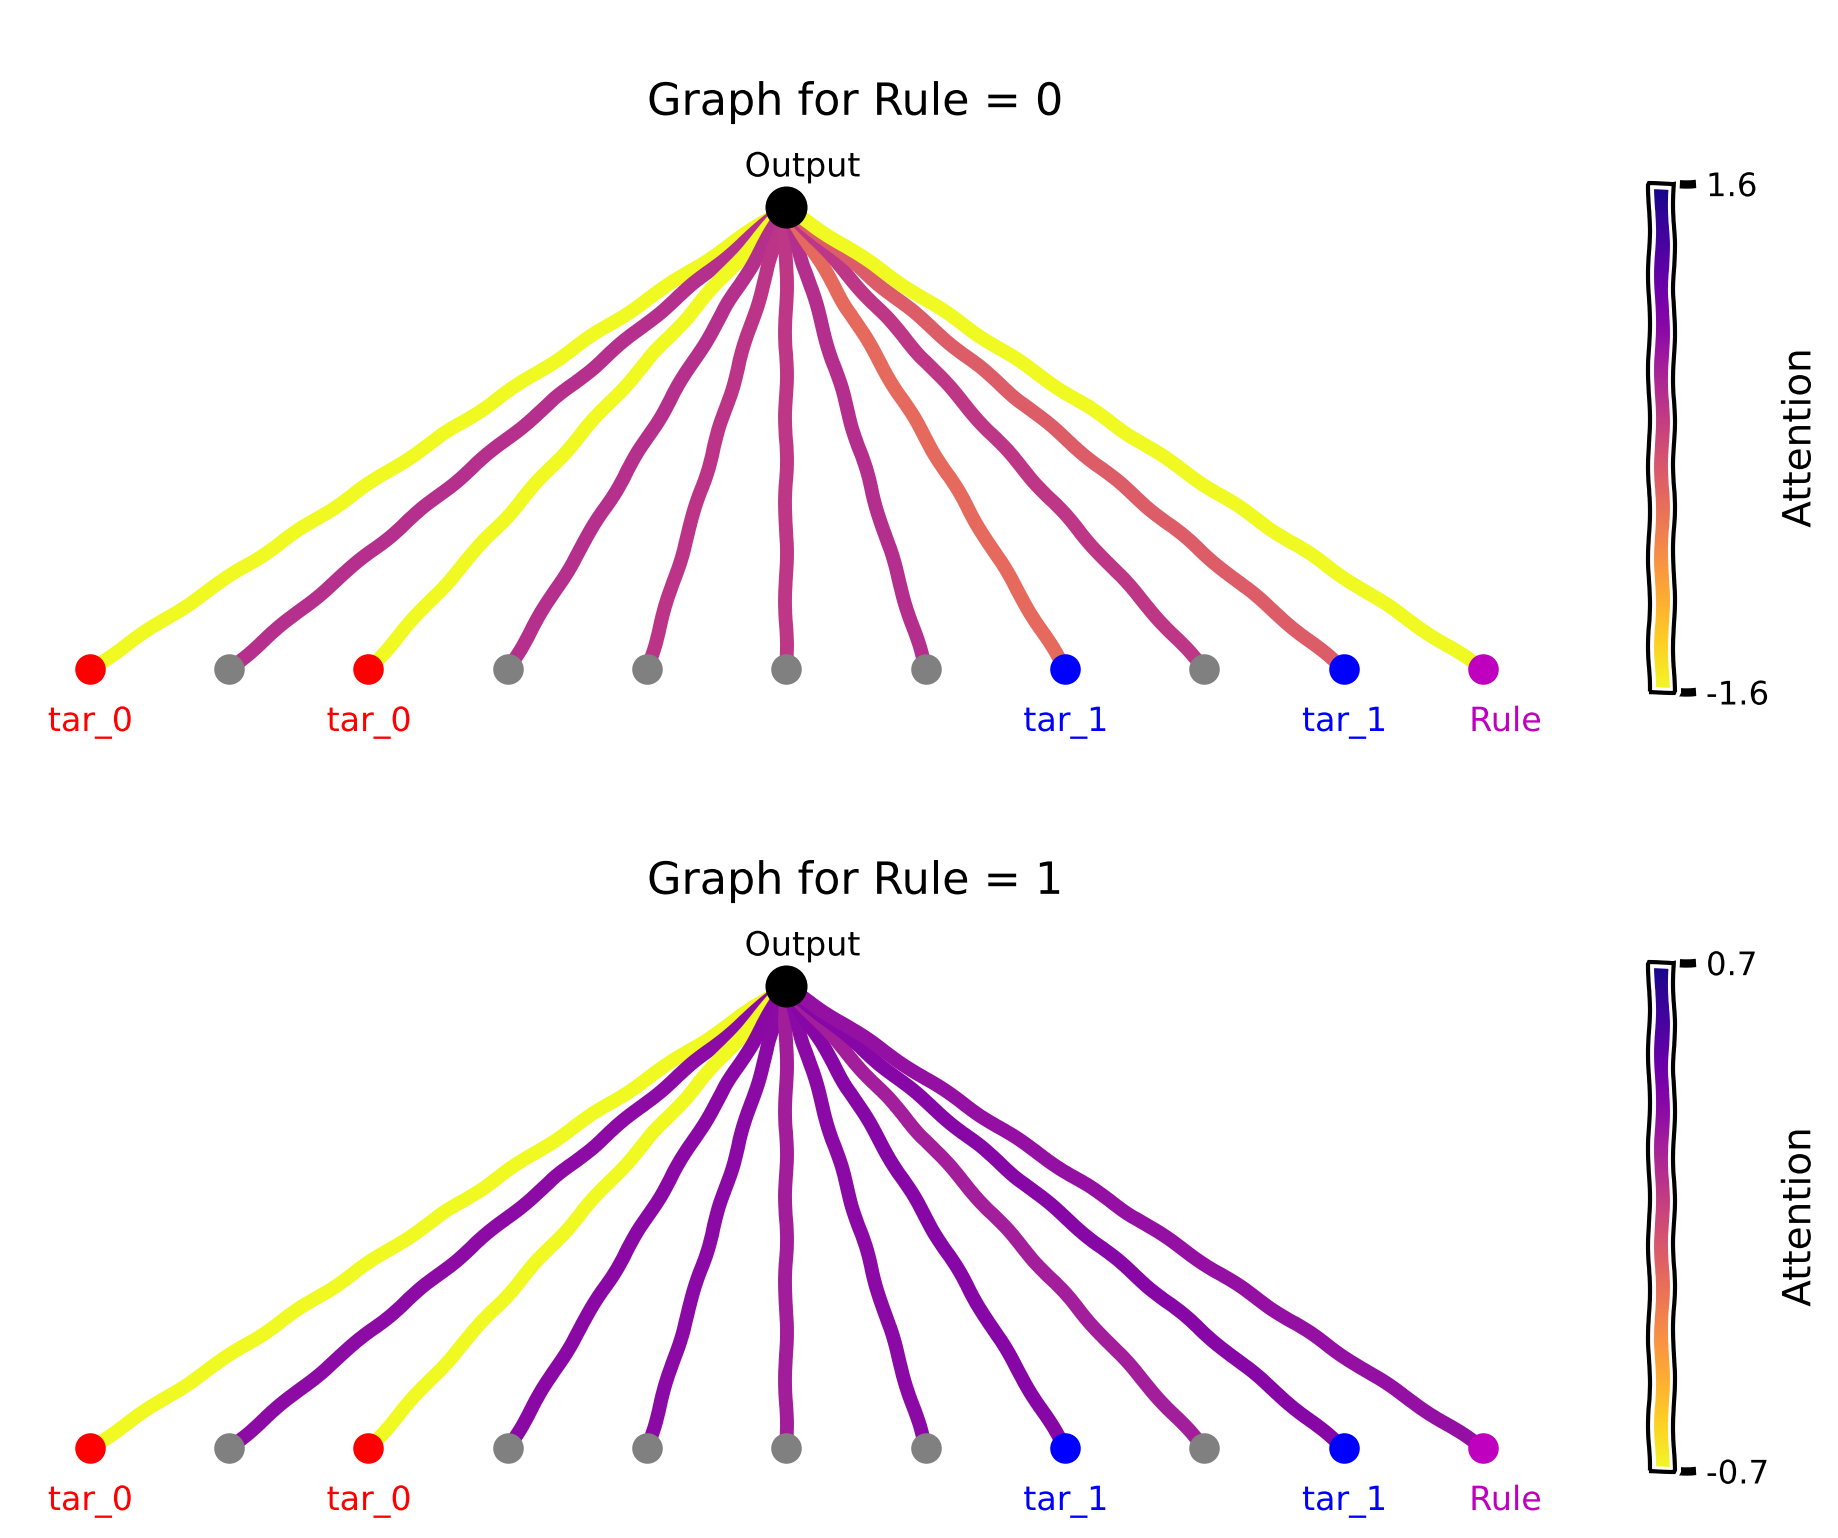 Graph for Rule = 0
Output
1.6
Attention
-1.6
tar_0
tar_0
tar_1
tar_1
Rule
Graph for Rule = 1
Output
0.7
Attention
-0.7
tar_0
tar_0
tar_1
tar_1
Rule